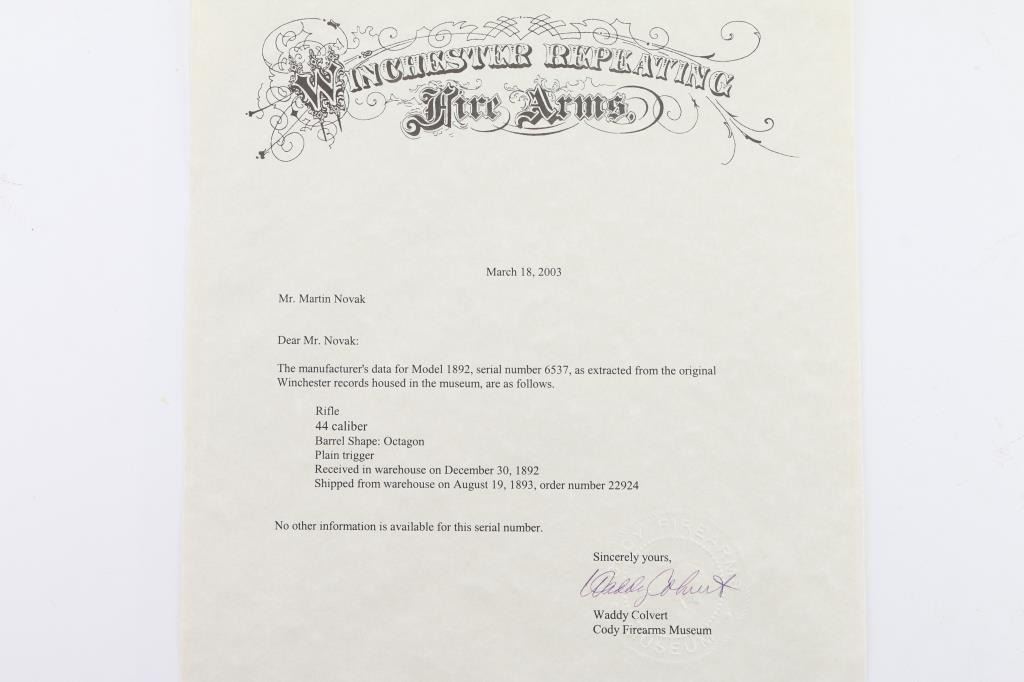 WINCHESTER REPEATING
Fire Arms.
March 18, 2003
Mr. Martin Novak
Dear Mr. Novak:
The manufacturer's data for Model 1892, serial number 6537, as extracted from the original
Winchester records housed in the museum, are as follows.
Rifle
44 caliber
Barrel Shape: Octagon
Plain trigger
Received in warehouse on December 30, 1892
Shipped from warehouse on August 19, 1893, order number 22924
No other information is available for this serial number.
Sincerely yours,
Waddy Colvert
Waddy Colvert
Cody Firearms Museum